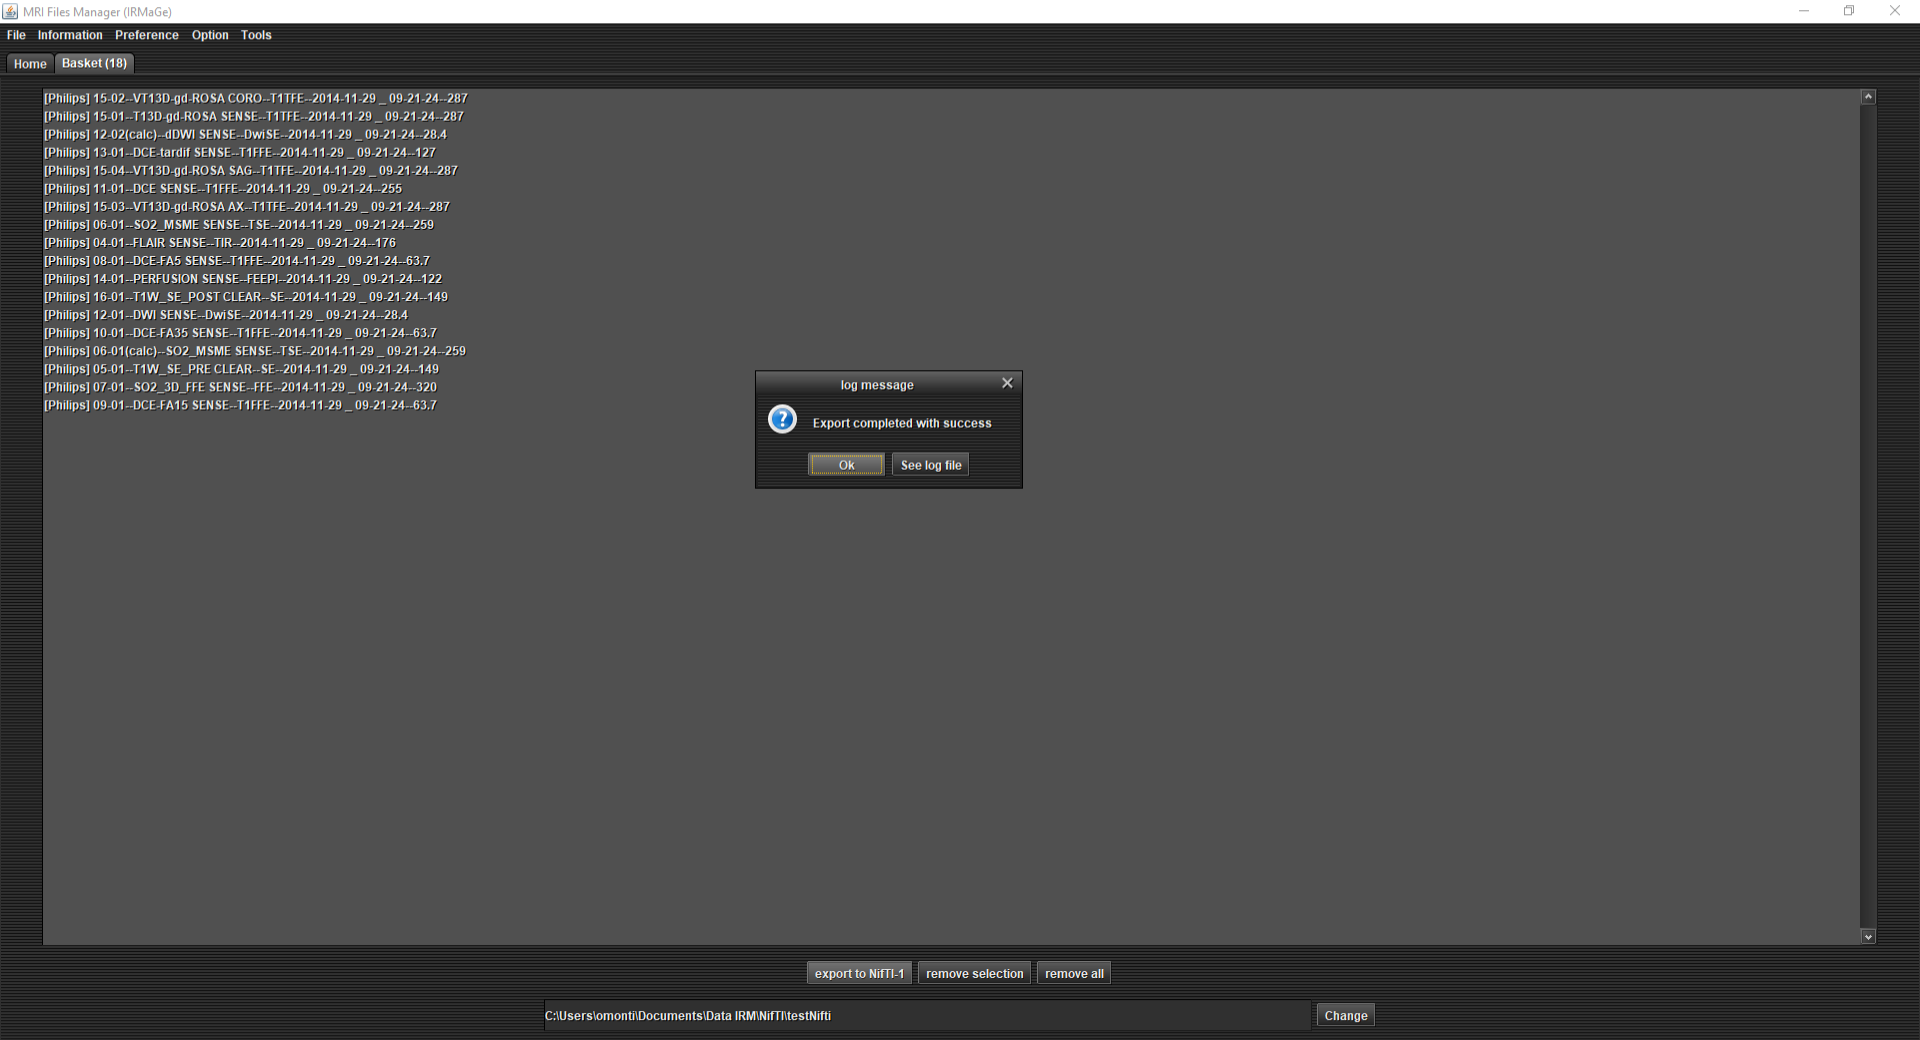 MRI Files Manager (IRMaGe)
File Information Preference Option Tools
Home Basket (18)
[Philips] 15-02--VT13D-gd-ROSA CORO--T1TFE--2014-11-29 _ 09-21-24--287
[Philips] 15-01--T13D-gd-ROSA SENSE--T1TFE--2014-11-29 _ 09-21-24--287
[Philips] 12-02(calc)--dDWI SENSE--DwiSE--2014-11-29 _ 09-21-24--28.4
[Philips] 13-01--DCE-tardif SENSE--T1FFE--2014-11-29 _ 09-21-24--127
[Philips] 15-04--VT13D-gd-ROSA SAG--T1TFE--2014-11-29 _ 09-21-24--287
[Philips] 11-01--DCE SENSE--T1FFE--2014-11-29 _ 09-21-24--255
[Philips] 15-03--VT13D-gd-ROSA AX--T1TFE--2014-11-29 _ 09-21-24--287
[Philips] 06-01--SO2_MSME SENSE--TSE--2014-11-29 _ 09-21-24--259
[Philips] 04-01--FLAIR SENSE--TIR--2014-11-29 _ 09-21-24--176
[Philips] 08-01--DCE-FA5 SENSE--T1FFE--2014-11-29 _ 09-21-24--63.7
[Philips] 14-01--PERFUSION SENSE--FEEPI--2014-11-29 _ 09-21-24--122
[Philips] 16-01--T1W_SE_POST CLEAR--SE--2014-11-29 _ 09-21-24--149
[Philips] 12-01--DWI SENSE--DwiSE--2014-11-29 _ 09-21-24--28.4
[Philips] 10-01--DCE-FA35 SENSE--T1FFE--2014-11-29 _ 09-21-24--63.7
[Philips] 06-01(calc)--SO2_MSME SENSE--TSE--2014-11-29 _ 09-21-24--259
[Philips] 05-01--T1W_SE_PRE CLEAR--SE--2014-11-29 _ 09-21-24--149
[Philips] 07-01--SO2_3D_FFE SENSE--FFE--2014-11-29 _ 09-21-24--320
[Philips] 09-01--DCE-FA15 SENSE--T1FFE--2014-11-29 _ 09-21-24--63.7
log message
Export completed with success
Ok See log file
export to NifTI-1 remove selection remove all
C:\Users\omonti\Documents\Data IRM\NifTI\testNifti Change